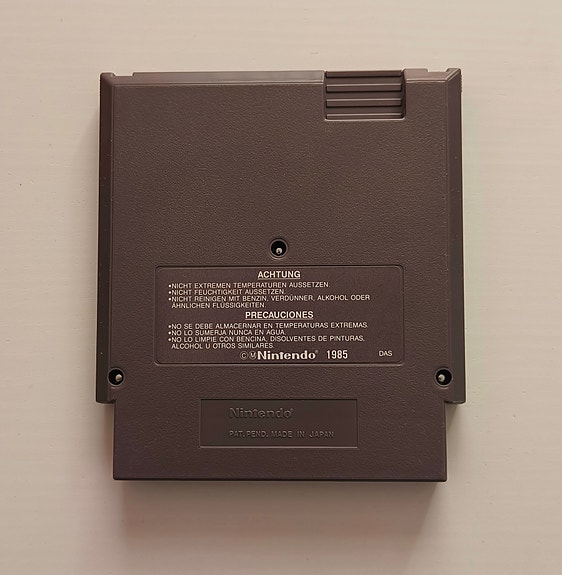 ACHTUNG
•NICHT EXTREMEN TEMPERATUREN AUSSETZEN
•NICHT FEUCHTIGKEIT AUSSETZEN.
•NICHT REINIGEN MIT BENZIN, VERDÜNNER, ALKOHOL ODER
ÄHNLICHEN FLÜSSIGKEITEN.
PRECAUCIONES
•NO SE DEBE ALMACERNAR EN TEMPERATURAS EXTREMAS.
•NO LO SUMERJA NUNCA EN AGUA.
•NO LO LIMPIE CON BENCINA, DISOLVENTES DE PINTURAS,
ALCOHOL U OTROS SIMILARES.
©ⓂNintendo® 1985 DAS
Nintendo®
PAT. PEND. MADE IN JAPAN